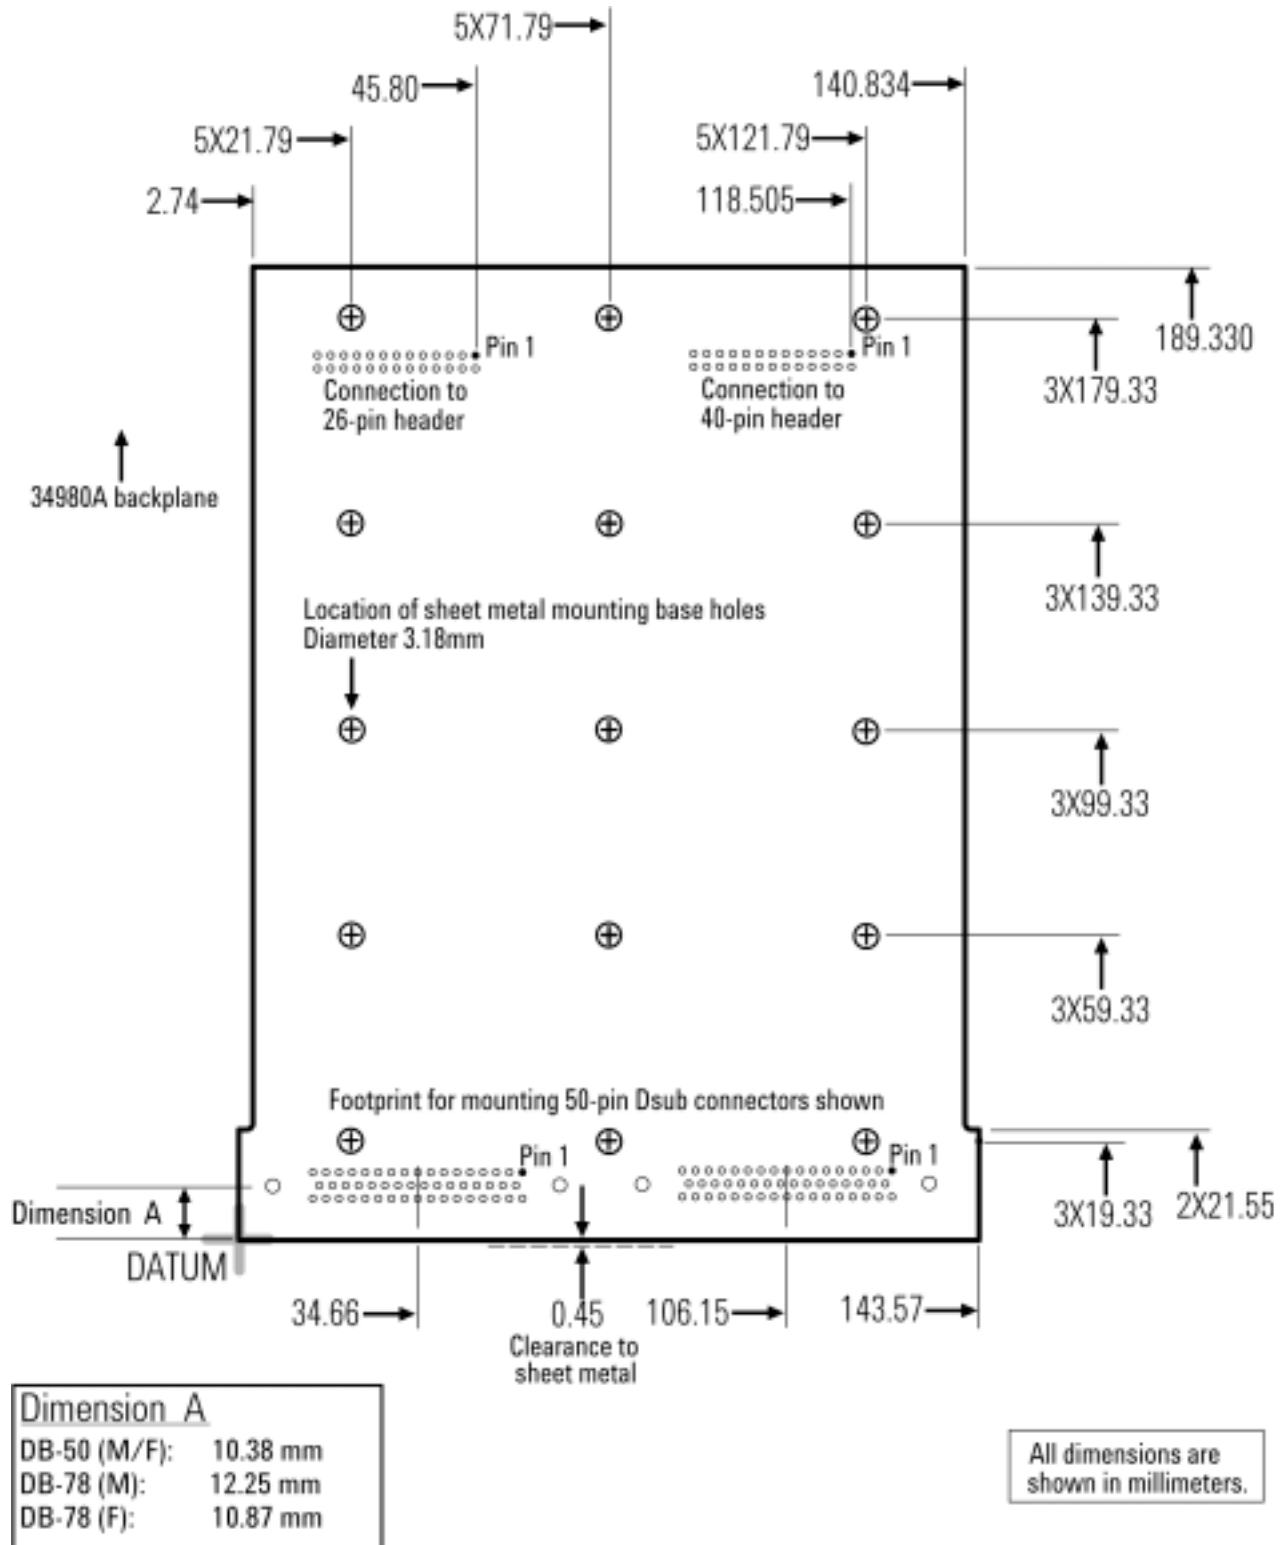 5X71.79
45.80
140.834
5X21.79
5X121.79
2.74
118.505
189.330
Pin 1
Pin 1
Connection to
26-pin header
Connection to
40-pin header
3X179.33
34980A backplane
3X139.33
Location of sheet metal mounting base holes
Diameter 3.18mm
3X99.33
3X59.33
Footprint for mounting 50-pin Dsub connectors shown
Pin 1
Pin 1
Dimension A
3X19.33
2X21.55
DATUM
34.66
0.45
106.15
143.57
Clearance to
sheet metal
Dimension A
DB-50 (M/F): 10.38 mm
DB-78 (M): 12.25 mm
DB-78 (F): 10.87 mm
All dimensions are
shown in millimeters.